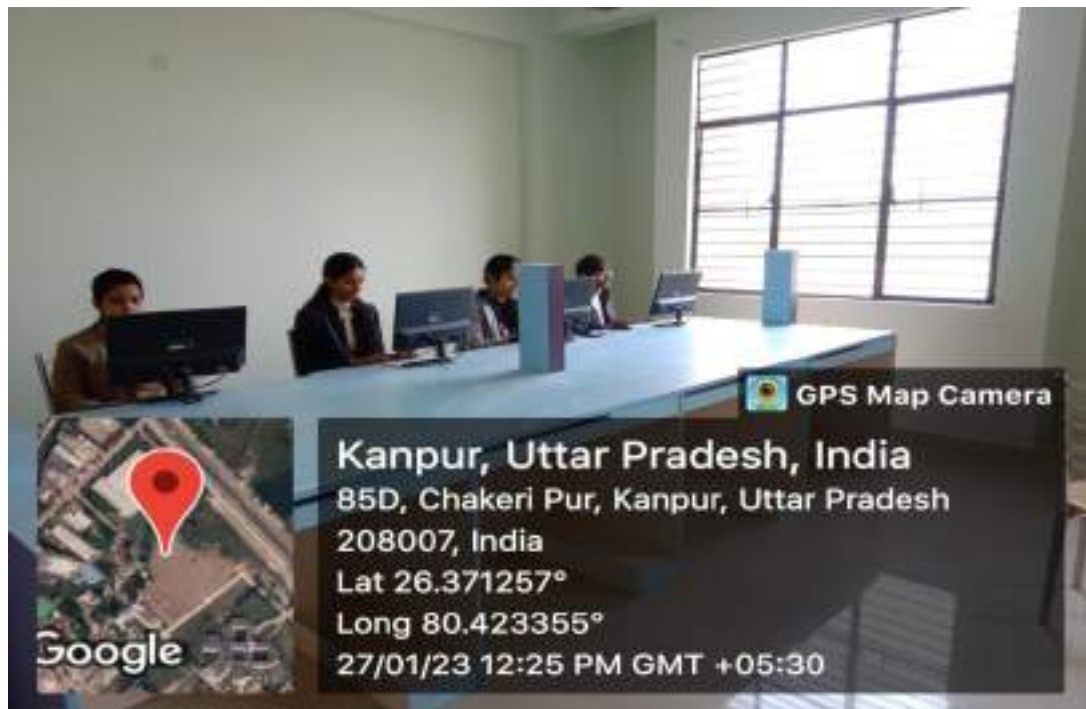 GPS Map Camera
Kanpur, Uttar Pradesh, India
85D, Chakeri Pur, Kanpur, Uttar Pradesh
208007, India
Lat 26.371257°
Long 80.423355°
27/01/23 12:25 PM GMT +05:30
Google